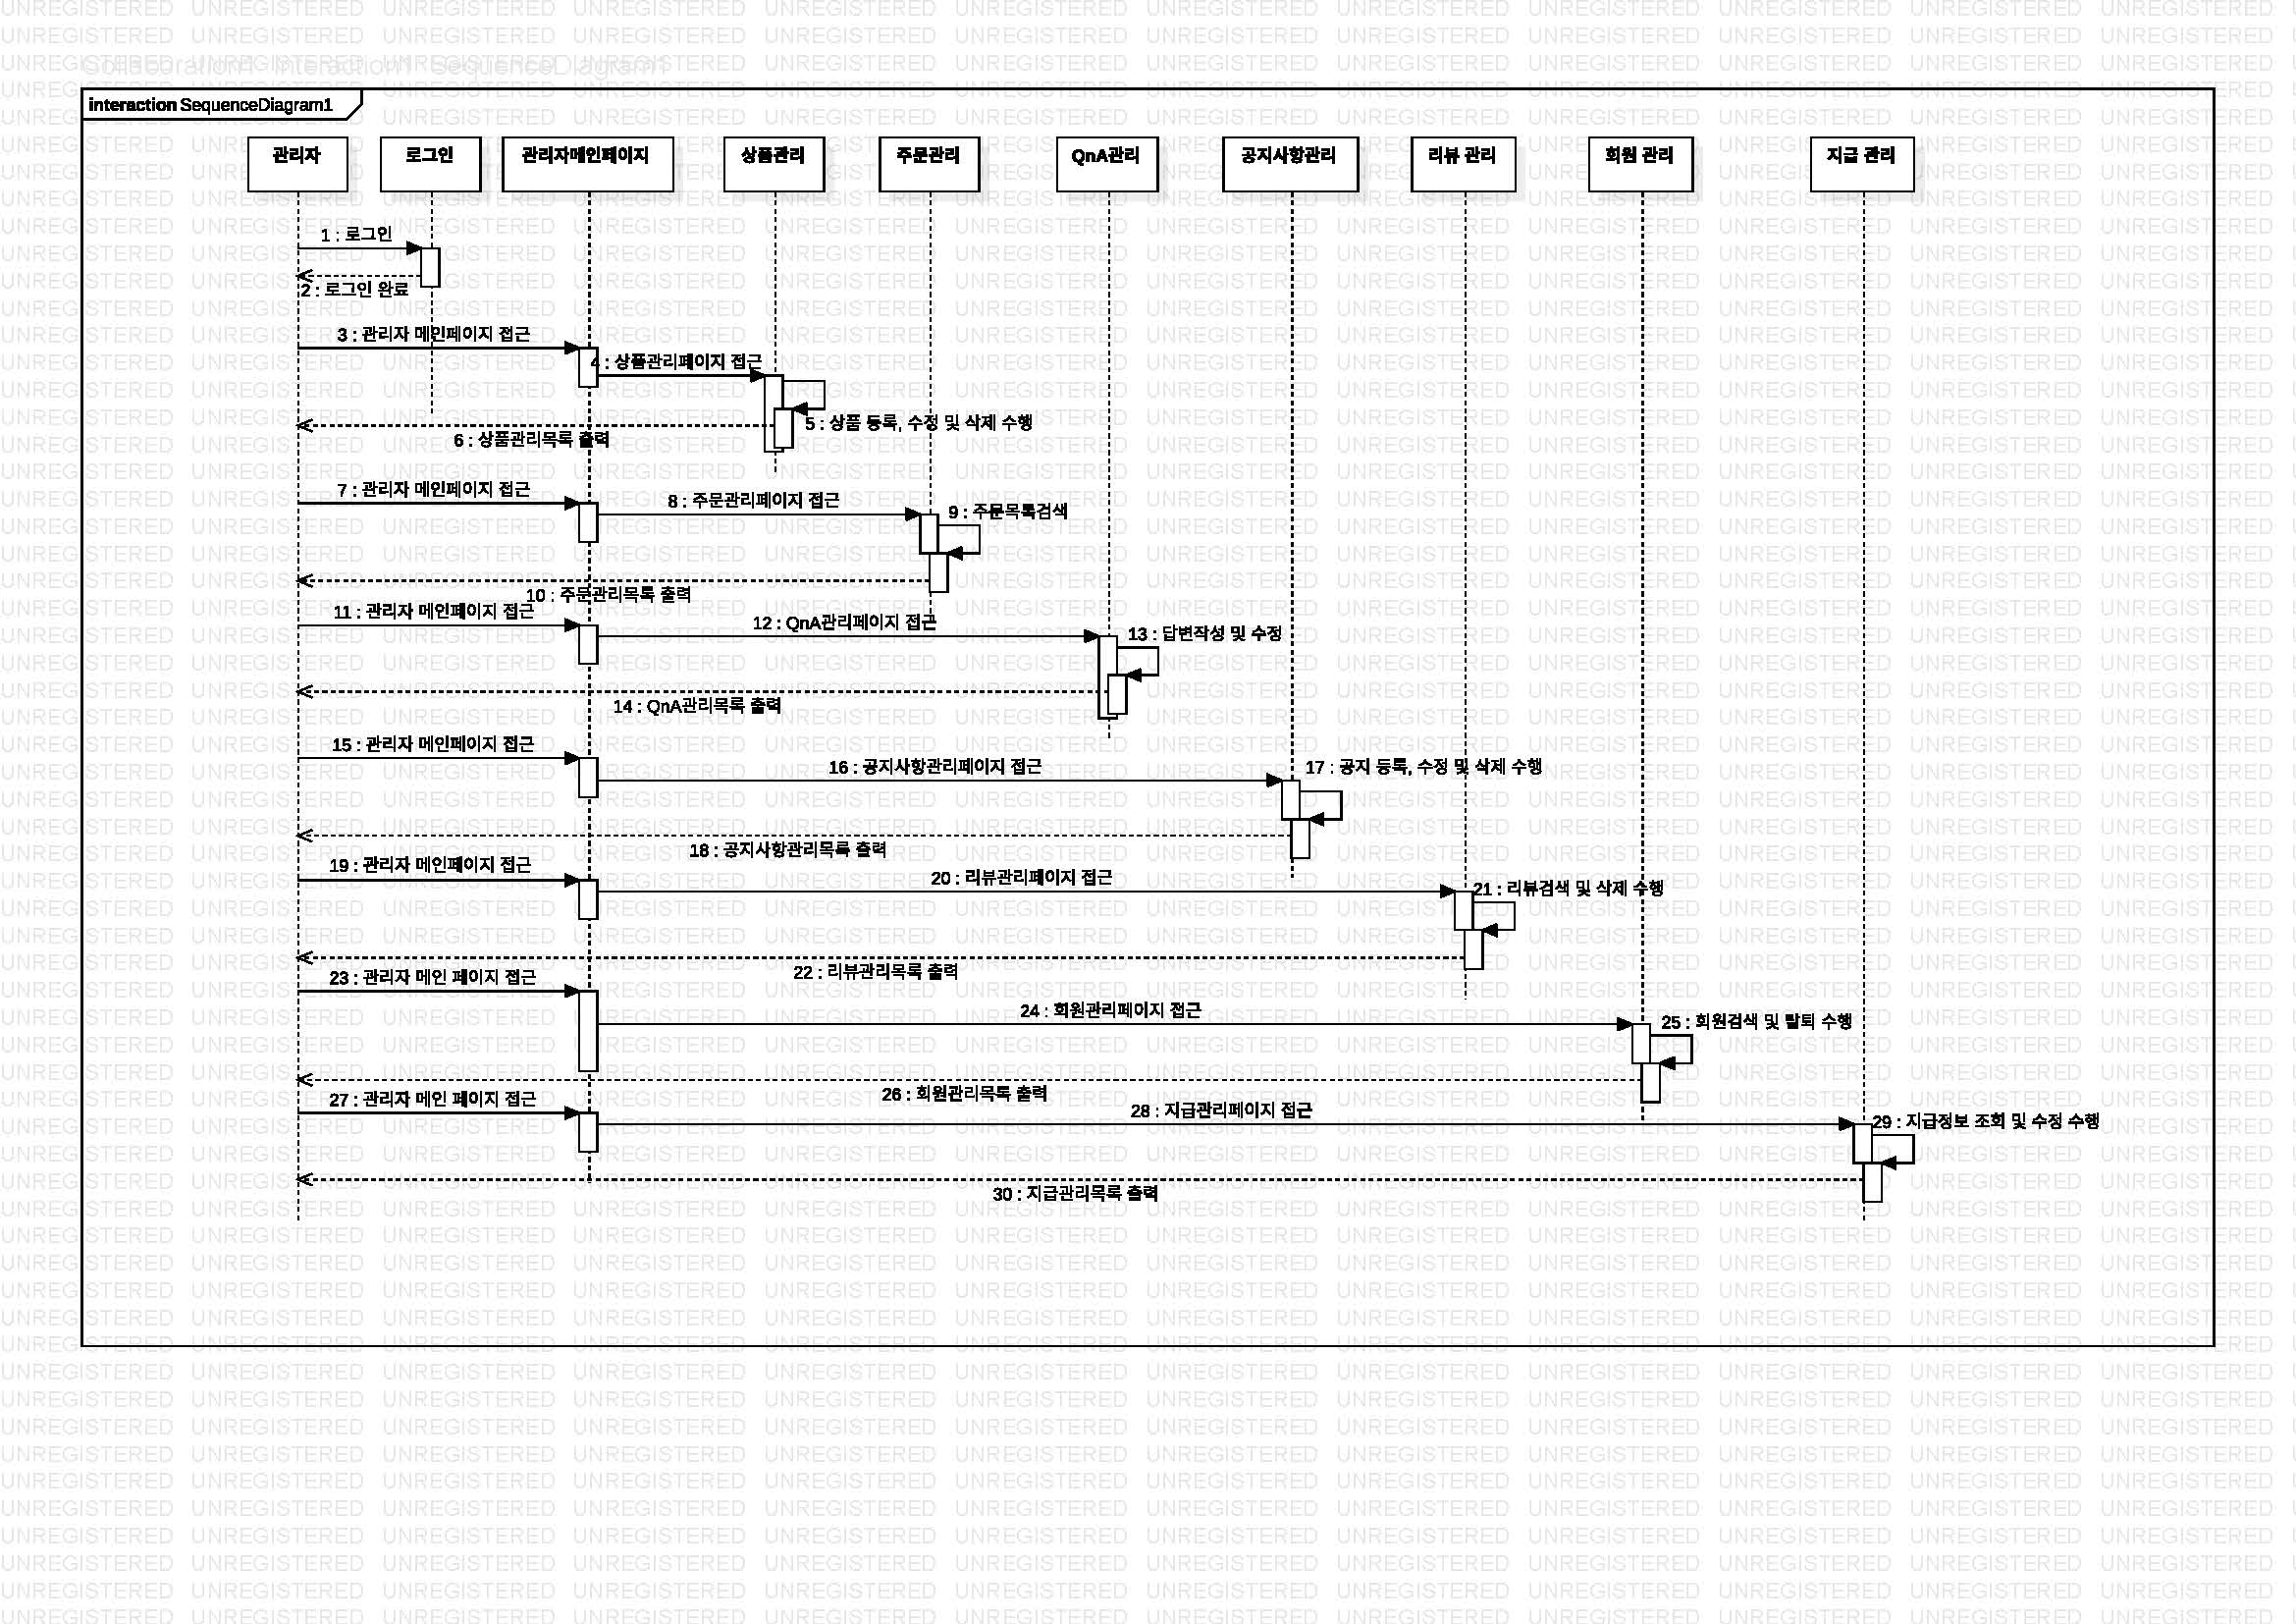 interaction SequenceDiagram1
관리자 로그인 관리자메인페이지 상품관리 주문관리 QnA관리 공지사항관리 리뷰 관리 회원 관리 지급 관리
1 : 로그인
2 : 로그인 완료
3 : 관리자 메인페이지 접근
4 : 상품관리페이지 접근
5 : 상품 등록, 수정 및 삭제 수행
6 : 상품관리목록 출력
7 : 관리자 메인페이지 접근
8 : 주문관리페이지 접근
9 : 주문목록검색
10 : 주문관리목록 출력
11 : 관리자 메인페이지 접근
12 : QnA관리페이지 접근
13 : 답변작성 및 수정
14 : QnA관리목록 출력
15 : 관리자 메인페이지 접근
16 : 공지사항관리페이지 접근
17 : 공지 등록, 수정 및 삭제 수행
18 : 공지사항관리목록 출력
19 : 관리자 메인페이지 접근
20 : 리뷰관리페이지 접근
21 : 리뷰검색 및 삭제 수행
22 : 리뷰관리목록 출력
23 : 관리자 메인 페이지 접근
24 : 회원관리페이지 접근
25 : 회원검색 및 탈퇴 수행
26 : 회원관리목록 출력
27 : 관리자 메인 페이지 접근
28 : 지급관리페이지 접근
29 : 지급정보 조회 및 수정 수행
30 : 지급관리목록 출력